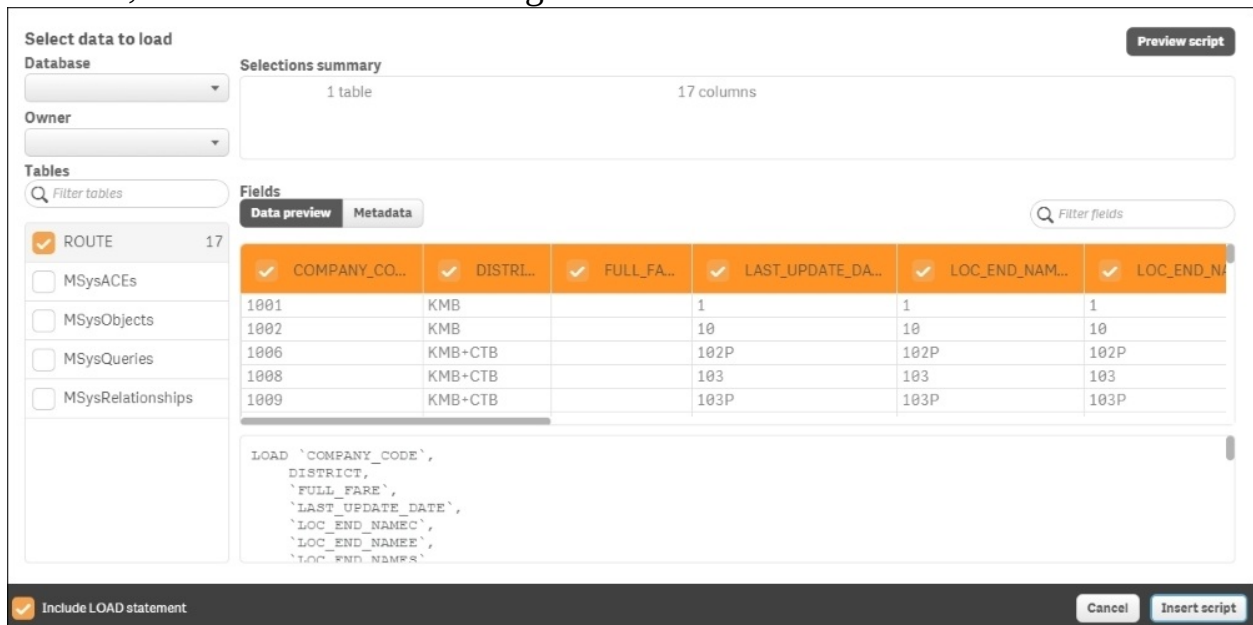 Select data to load
Preview script
Database
Selections summary
1 table 17 columns
Owner
Tables
Filter tables
Fields
Data preview Metadata
Filter fields
ROUTE 17
MSysACEs
MSysObjects
MSysQueries
MSysRelationships
COMPANY_CO... DISTRI... FULL_FA... LAST_UPDATE_DA... LOC_END_NAM... LOC_END_NA
1001 KMB 1 1 1
1002 KMB 10 10 10
1006 KMB+CTB 102P 102P 102P
1008 KMB+CTB 103 103 103
1009 KMB+CTB 103P 103P 103P
LOAD `COMPANY_CODE`,
DISTRICT,
`FULL_FARE`,
`LAST_UPDATE_DATE`,
`LOC_END_NAMEC`,
`LOC_END_NAMEE`,
`LOC_END_NAMES`
Include LOAD statement
Cancel Insert script